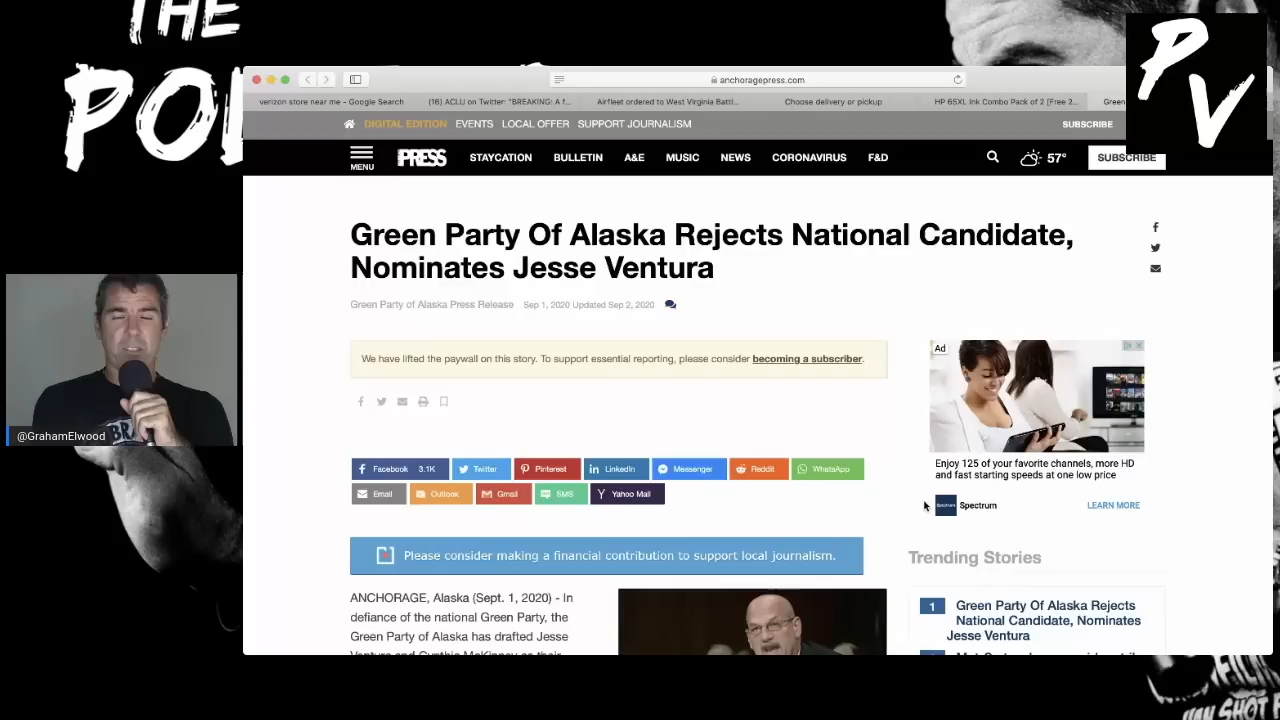 THE
PO
PV
anchoragepress.com
verizon store near me - Google Search
(16) ACLU on Twitter: "BREAKING: A f...
Airfleet ordered to West Virginia Battl...
Choose delivery or pickup
HP 65XL Ink Combo Pack of 2 [Free 2...
Green
DIGITAL EDITION EVENTS LOCAL OFFER SUPPORT JOURNALISM
SUBSCRIBE
MENU
PRESS
STAYCATION BULLETIN A&E MUSIC NEWS CORONAVIRUS F&D
57°
SUBSCRIBE
Green Party Of Alaska Rejects National Candidate,
Nominates Jesse Ventura
Green Party of Alaska Press Release Sep 1, 2020 Updated Sep 2, 2020
We have lifted the paywall on this story. To support essential reporting, please consider becoming a subscriber.
Facebook 3.1K Twitter Pinterest LinkedIn Messenger Reddit WhatsApp
Email Outlook Gmail SMS Yahoo Mail
Please consider making a financial contribution to support local journalism.
ANCHORAGE, Alaska (Sept. 1, 2020) - In
defiance of the national Green Party, the
Green Party of Alaska has drafted Jesse
Ventura and Cynthia McKinney as their
Ad
Enjoy 125 of your favorite channels, more HD
and fast starting speeds at one low price
Spectrum
LEARN MORE
Trending Stories
1 Green Party Of Alaska Rejects
National Candidate, Nominates
Jesse Ventura
@GrahamElwood